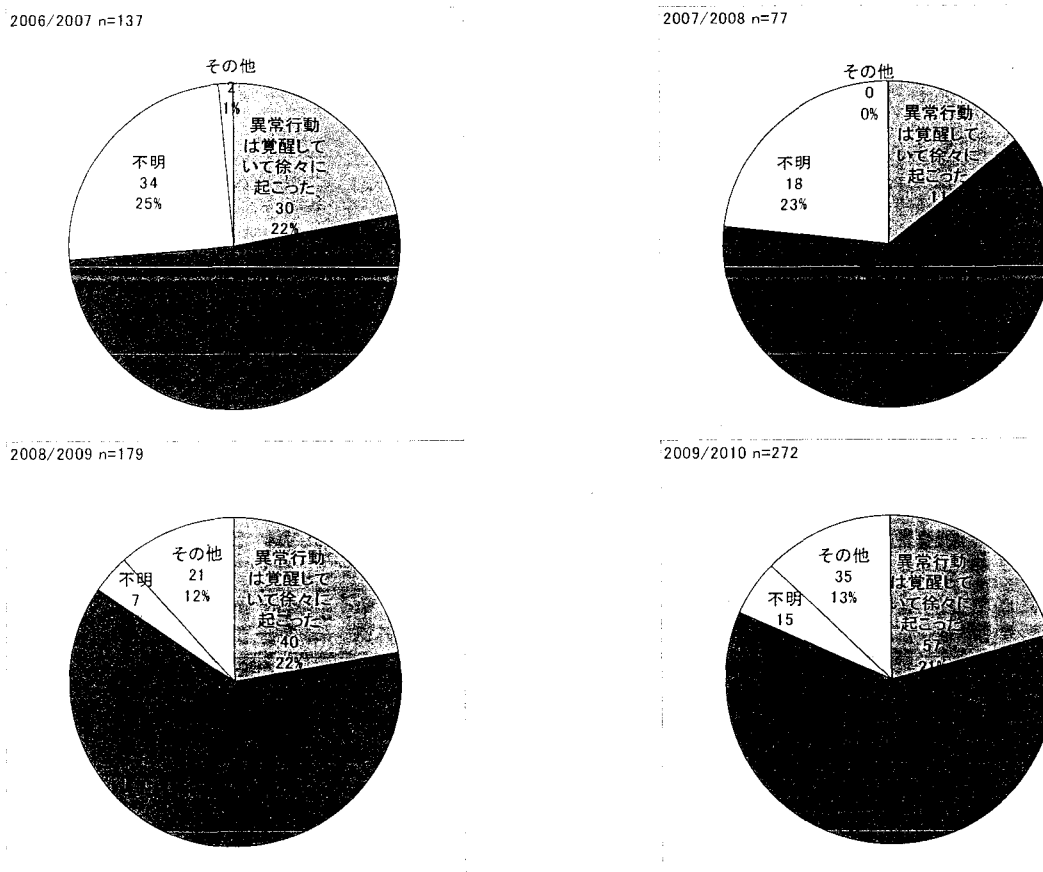 2006/2007 n=137
その他
2
1%
異常行動
は覚醒して
いて徐々に
起こった
30
22%
不明
34
25%
2007/2008 n=77
その他
0
0%
異常行動
は覚醒して
いて徐々に
起こった
11
不明
18
23%
2008/2009 n=179
その他
21
12%
異常行動
は覚醒して
いて徐々に
起こった
40
22%
不明
7
2009/2010 n=272
その他
35
13%
異常行動
は覚醒して
いて徐々に
起こった
57
21%
不明
15